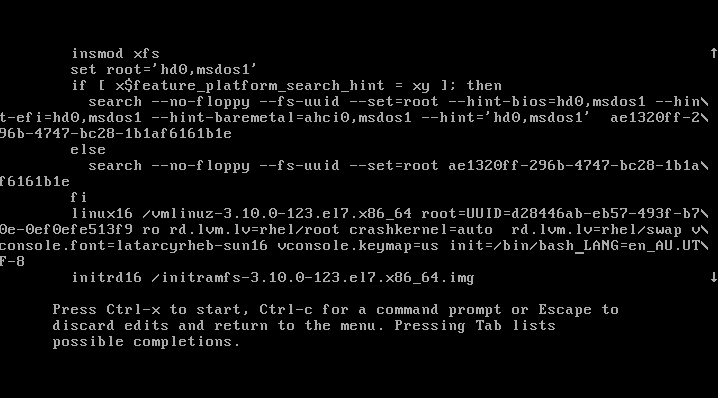 insmod xfs
set root='hd0,msdos1'
if [ x$feature_platform_search_hint = xy ]; then
search --no-floppy --fs-uuid --set=root --hint-bios=hd0,msdos1 --hin\
t-efi=hd0,msdos1 --hint-baremetal=ahci0,msdos1 --hint='hd0,msdos1'  ae1320ff-2\
96b-4747-bc28-1b1af6161b1e
else
search --no-floppy --fs-uuid --set=root ae1320ff-296b-4747-bc28-1b1a\
f6161b1e
fi
linux16 /vmlinuz-3.10.0-123.el7.x86_64 root=UUID=d28446ab-eb57-493f-b7\
0e-0ef0efe513f9 ro rd.lvm.lv=rhel/root crashkernel=auto  rd.lvm.lv=rhel/swap v\
console.font=latarcyrheb-sun16 vconsole.keymap=us init=/bin/bash_LANG=en_AU.UT\
F-8
initrd16 /initramfs-3.10.0-123.el7.x86_64.img
Press Ctrl-x to start, Ctrl-c for a command prompt or Escape to
discard edits and return to the menu. Pressing Tab lists
possible completions.